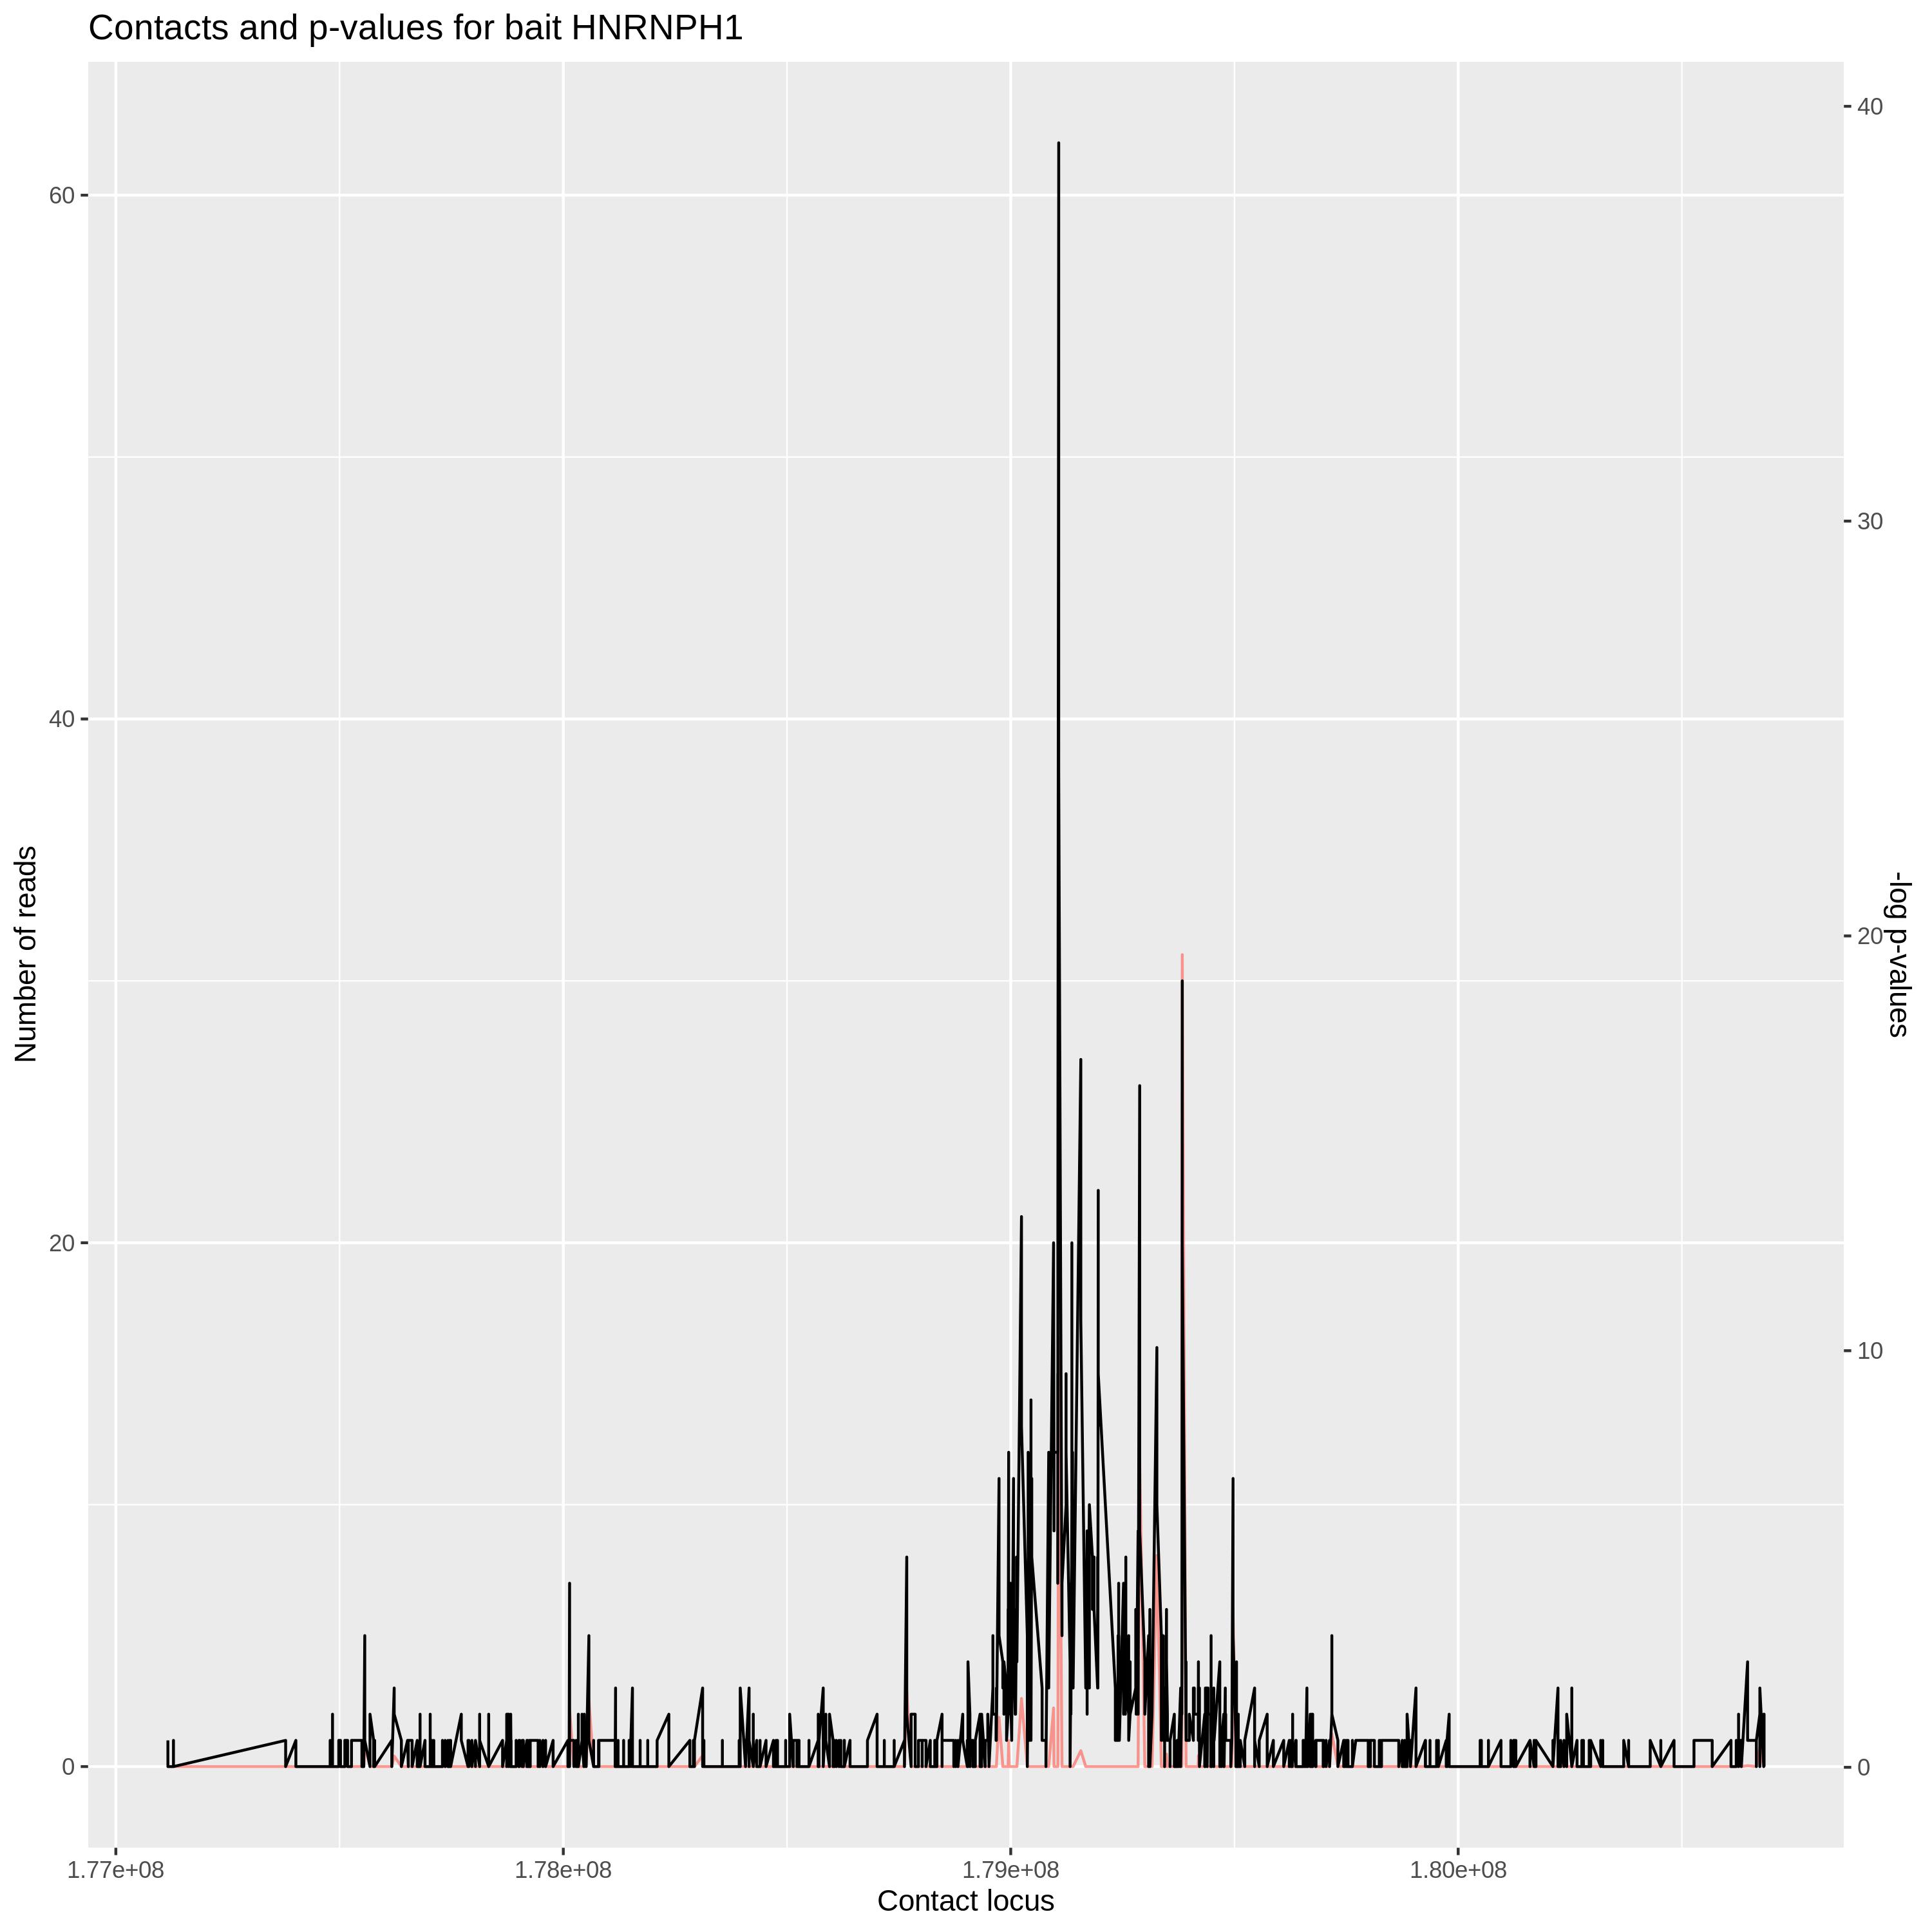 Contacts and p-values for bait HNRNPH1
60
40
20
0
Number of reads
40
30
20
10
0
-log p-values
1.77e+08
1.78e+08
1.79e+08
1.80e+08
Contact locus